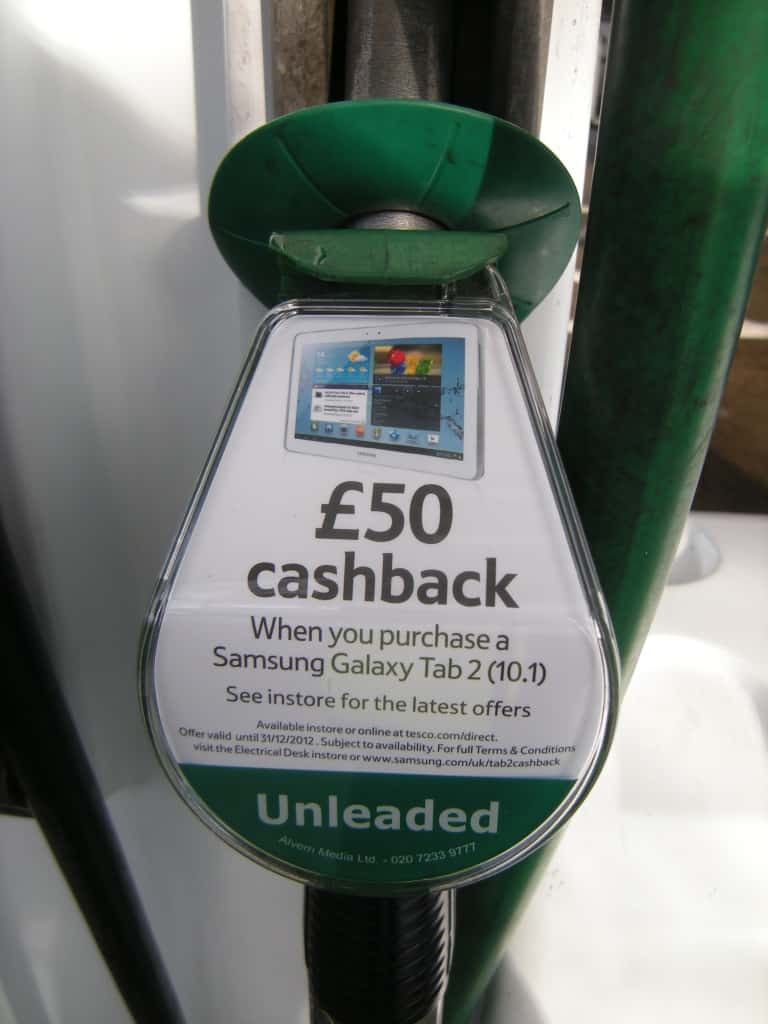 £50
cashback
When you purchase a
Samsung Galaxy Tab 2 (10.1)
See instore for the latest offers
Available instore or online at tesco.com/direct.
Offer valid until 31/12/2012 . Subject to availability. For full Terms & Conditions
visit the Electrical Desk instore or www.samsung.com/uk/tab2cashback
Unleaded
Alvern Media Ltd. - 020 7233 9777